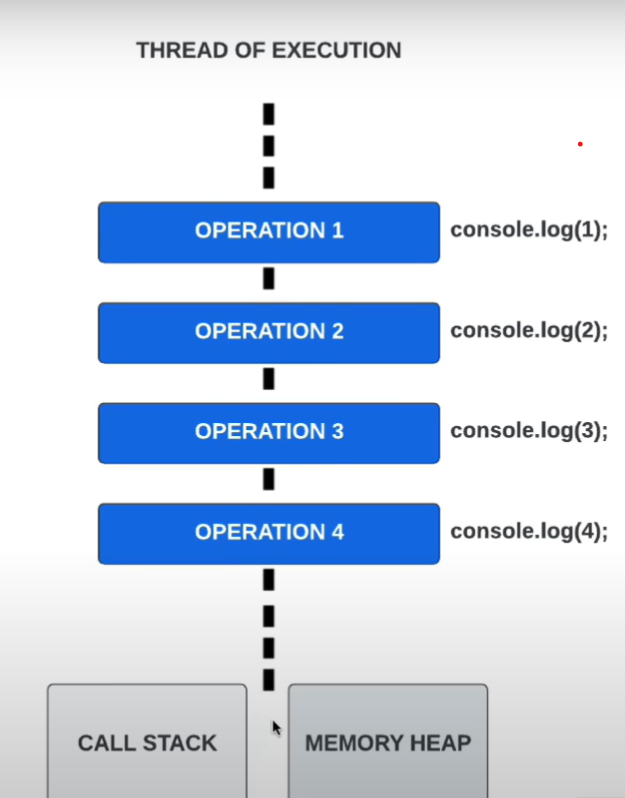 THREAD OF EXECUTION
OPERATION 1 console.log(1);
OPERATION 2 console.log(2);
OPERATION 3 console.log(3);
OPERATION 4 console.log(4);
CALL STACK MEMORY HEAP